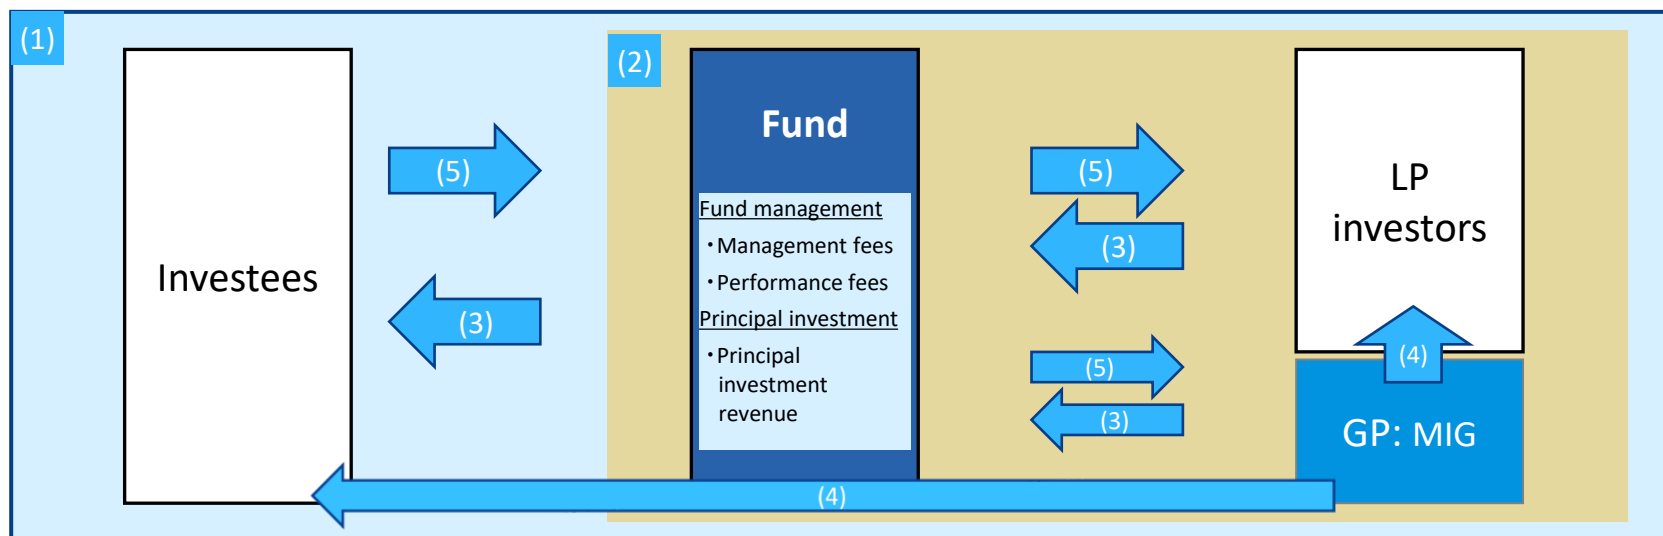 (1)
(2)
Investees
(5)
(3)
Fund
Fund management
・Management fees
・Performance fees
Principal investment
・Principal
investment
revenue
(5)
(3)
(5)
(3)
LP
investors
(4)
GP: MIG
(4)